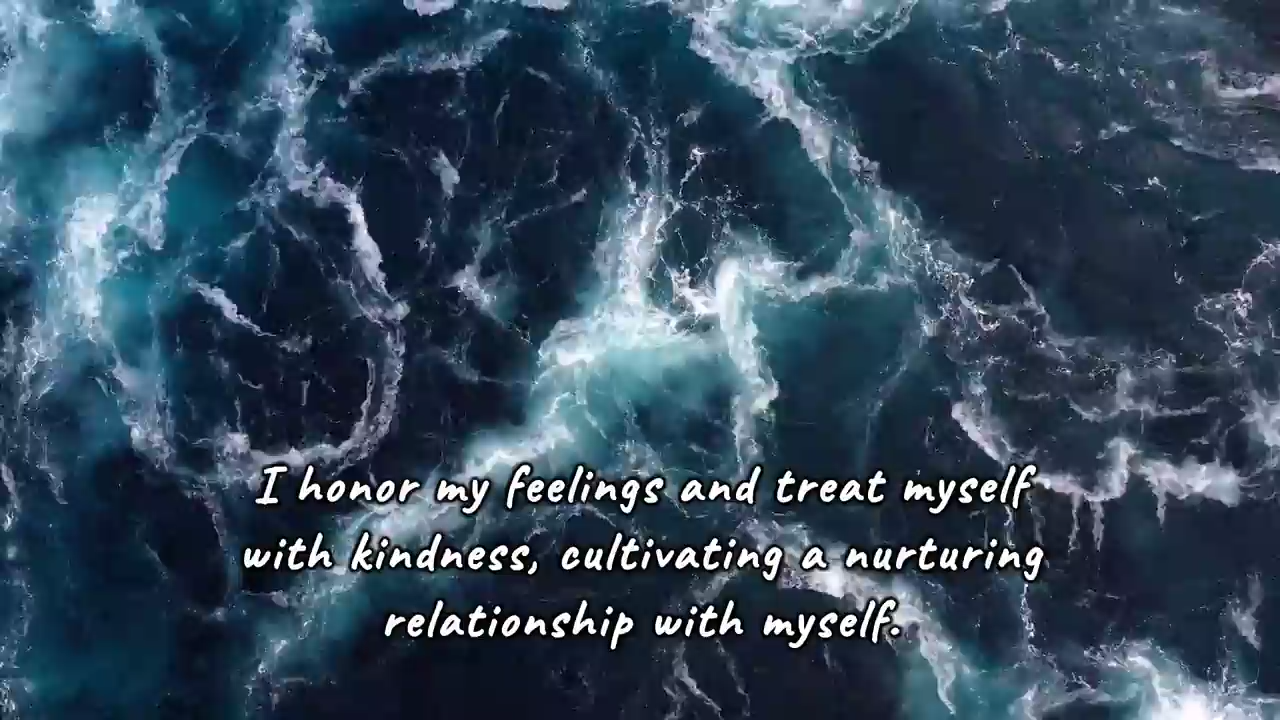 I honor my feelings and treat myself
with kindness, cultivating a nurturing
relationship with myself.